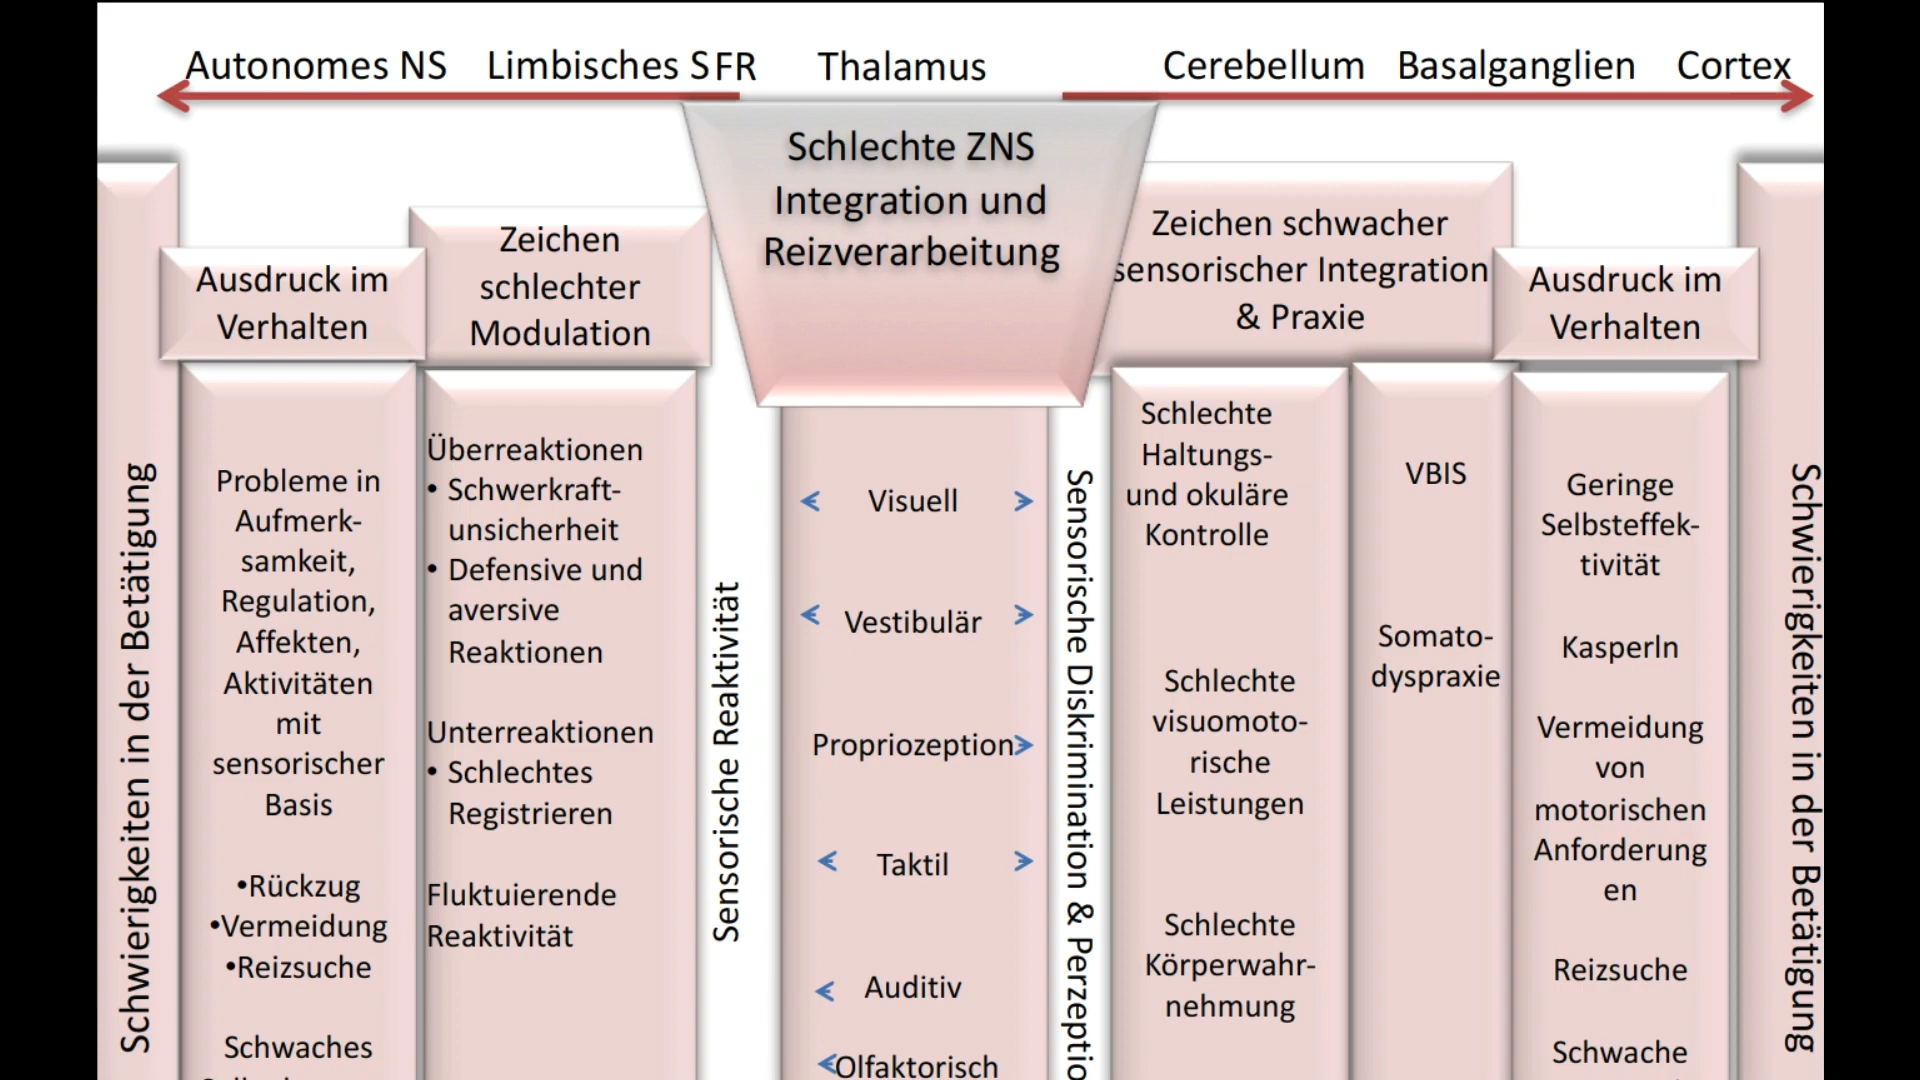 Autonomes NS
Limbisches S
FR
Thalamus
Cerebellum
Basalganglien
Cortex
Schlechte ZNS
Integration und
Reizverarbeitung
Schwierigkeiten in der Betätigung
Ausdruck im
Verhalten
Probleme in
Aufmerk-
samkeit,
Regulation,
Affekten,
Aktivitäten
mit
sensorischer
Basis
•Rückzug
•Vermeidung
•Reizsuche
Schwaches
Zeichen
schlechter
Modulation
Überreaktionen
• Schwerkraft-
unsicherheit
• Defensive und
aversive
Reaktionen
Unterreaktionen
• Schlechtes
Registrieren
Fluktuierende
Reaktivität
Sensorische Reaktivität
Visuell
Vestibulär
Propriozeption
Taktil
Auditiv
Olfaktorisch
Sensorische Diskrimination & Perzeptio
Zeichen schwacher
sensorischer Integration
& Praxie
Schlechte
Haltungs-
und okuläre
Kontrolle
Schlechte
visuomoto-
rische
Leistungen
Schlechte
Körperwahr-
nehmung
VBIS
Somato-
dyspraxie
Ausdruck im
Verhalten
Geringe
Selbsteffek-
tivität
Kasperln
Vermeidung
von
motorischen
Anforderung
en
Reizsuche
Schwache
Schwierigkeiten in der Betätigung